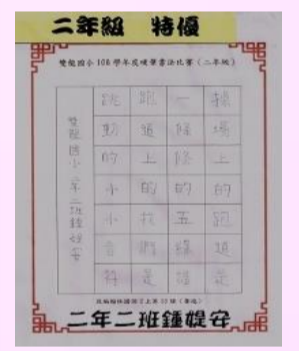 二年級 特優
雙龍國小 108 學年度硬筆書法比賽（二年級）
操場上的跑道是
一條條的五線譜
跑道上的我們是
跳動的小小音符
雙龍國小 二年二班鍾媞安
二年二班鍾媞安